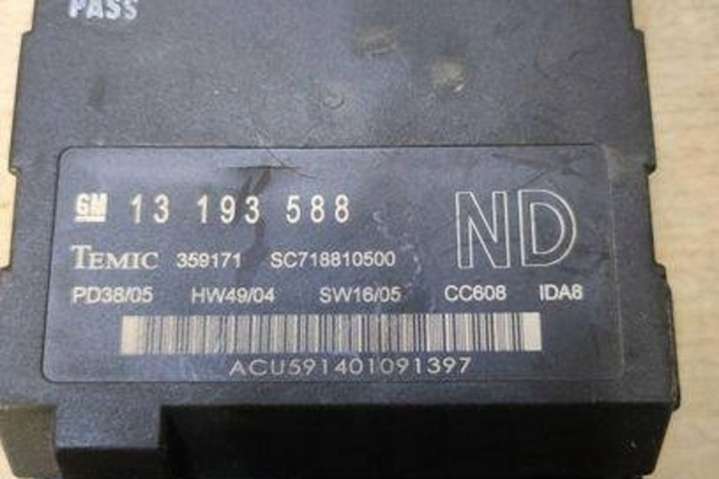 PASS
GM 13 193 588
ND
TEMIC 359171 SC718810500
PD38/05 HW49/04 SW16/05 CC608 IDA8
ACU591401091397